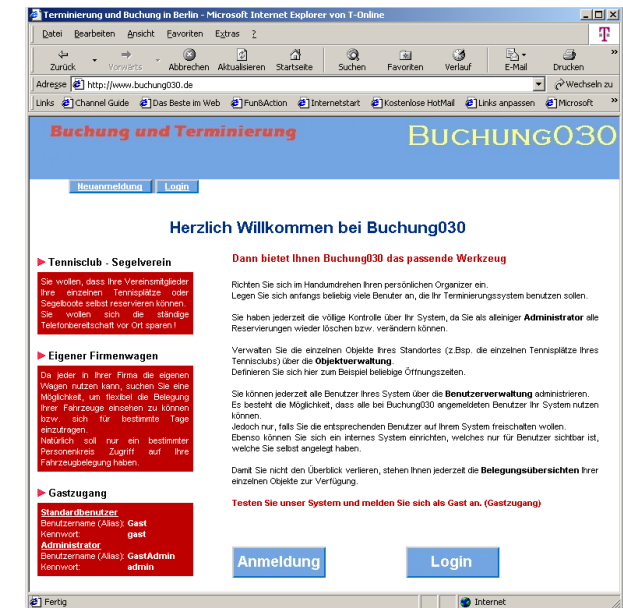 Terminierung und Buchung in Berlin - Microsoft Internet Explorer von T-Online
Datei Bearbeiten Ansicht Favoriten Extras ?
Zurück Vorwärts Abbrechen Aktualisieren Startseite Suchen Favoriten Verlauf E-Mail Drucken »
Adresse http://www.buchung030.de Wechseln zu
Links Channel Guide Das Beste im Web Fun&Action Internetstart Kostenlose HotMail Links anpassen Microsoft »
Buchung und Terminierung
BUCHUNG030
Neuanmeldung Login
Herzlich Willkommen bei Buchung030
Tennisclub - Segelverein
Sie wollen, dass Ihre Vereinsmitglieder
Ihre einzelnen Tennisplätze oder
Segelboote selbst reservieren können.
Sie wollen sich die ständige
Telefonbereitschaft vor Ort sparen !
Eigener Firmenwagen
Da jeder in Ihrer Firma die eigenen
Wagen nutzen kann, suchen Sie eine
Möglichkeit, um flexibel die Belegung
Ihrer Fahrzeuge einsehen zu können
bzw. sich für bestimmte Tage
einzutragen.
Natürlich soll nur ein bestimmter
Personenkreis Zugriff auf Ihre
Fahrzeugbelegung haben.
Gastzugang
Standardbenutzer
Benutzername (Alias): Gast
Kennwort: gast
Administrator
Benutzername (Alias): GastAdmin
Kennwort: admin
Dann bietet Ihnen Buchung030 das passende Werkzeug
Richten Sie sich im Handumdrehen Ihren persönlichen Organizer ein.
Legen Sie sich anfangs beliebig viele Benuter an, die Ihr Terminierungssystem benutzen sollen.
Sie haben jederzeit die völlige Kontrolle über Ihr System, da Sie als alleiniger Administrator alle
Reservierungen wieder löschen bzw. verändern können.
Verwalten Sie die einzelnen Objekte Ihres Standortes (z.Bsp. die einzelnen Tennisplätze Ihres
Tennisclubs) über die Objektverwaltung.
Definieren Sie sich hier zum Beispiel beliebige Öffnungszeiten.
Sie können jederzeit alle Benutzer Ihres System über die Benutzerverwaltung administrieren.
Es besteht die Möglichkeit, dass alle bei Buchung030 angemeldeten Benutzer Ihr System nutzen
können.
Jedoch nur, falls Sie die entsprechenden Benutzer auf Ihrem System freischalten wollen.
Ebenso können Sie sich ein internes System einrichten, welches nur für Benutzer sichtbar ist,
welche Sie selbst angelegt haben.
Damit Sie nicht den Überblick verlieren, stehen Ihnen jederzeit die Belegungsübersichten Ihrer
einzelnen Objekte zur Verfügung.
Testen Sie unser System und melden Sie sich als Gast an. (Gastzugang)
Anmeldung Login
Fertig Internet